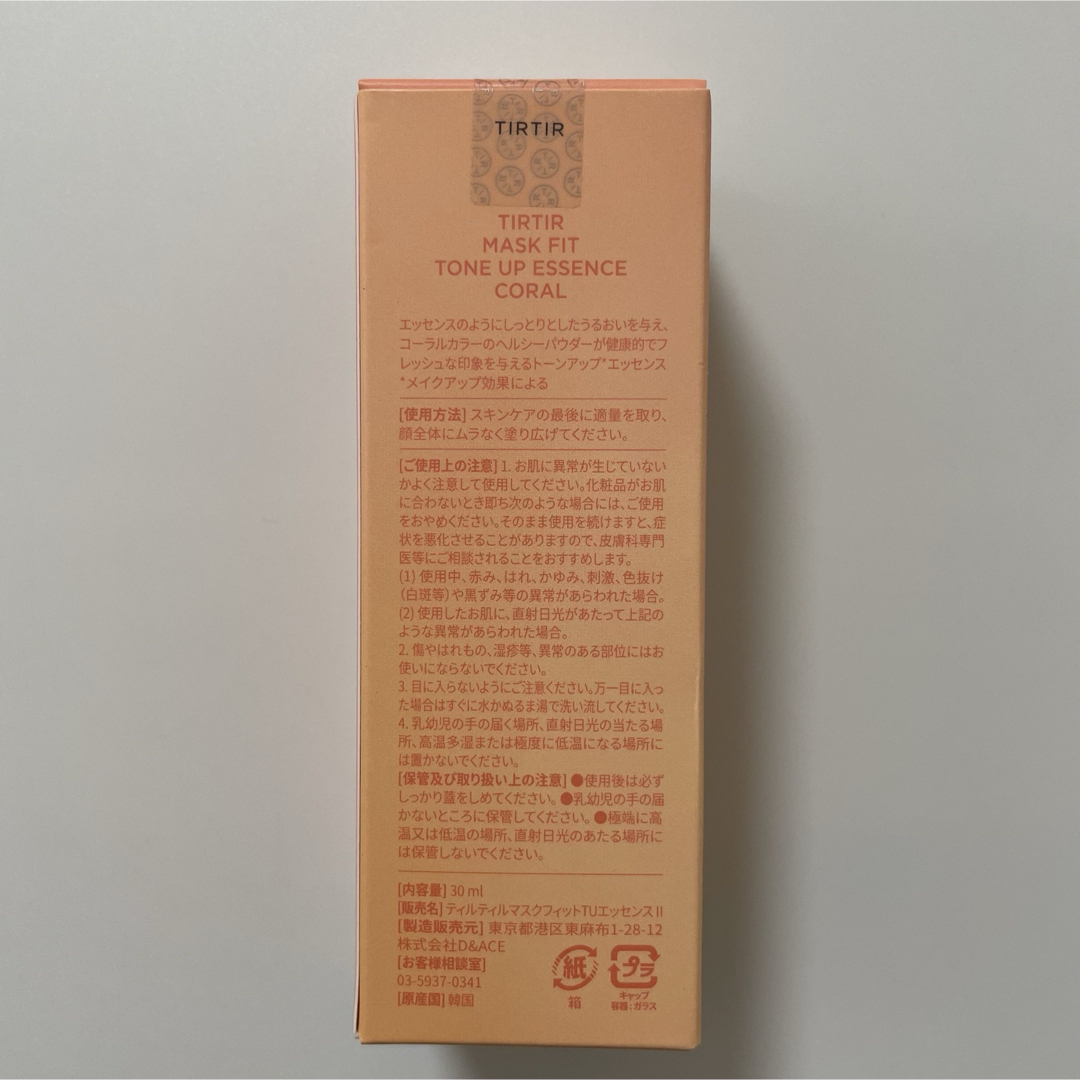 TIRTIR
TIRTIR
MASK FIT
TONE UP ESSENCE
CORAL
エッセンスのようにしっとりとしたうるおいを与え、
コーラルカラーのヘルシーパウダーが健康的でフ
レッシュな印象を与えるトーンアップ*エッセンス
*メイクアップ効果による
[使用方法] スキンケアの最後に適量を取り、
顔全体にムラなく塗り広げてください。
[ご使用上の注意] 1. お肌に異常が生じていない
かよく注意して使用してください。化粧品がお肌
に合わないとき即ち次のような場合には、ご使用
をおやめください。そのまま使用を続けますと、症
状を悪化させることがありますので、皮膚科専門
医等にご相談されることをおすすめします。
(1) 使用中、赤み、はれ、かゆみ、刺激、色抜け
(白斑等)や黒ずみ等の異常があらわれた場合。
(2) 使用したお肌に、直射日光があたって上記の
ような異常があらわれた場合。
2. 傷やはれもの、湿疹等、異常のある部位にはお
使いにならないでください。
3. 目に入らないようにご注意ください。万一目に入っ
た場合はすぐに水かぬるま湯で洗い流してください。
4. 乳幼児の手の届く場所、直射日光の当たる場
所、高温多湿または極度に低温になる場所に
は置かないでください。
[保管及び取り扱い上の注意] ●使用後は必ず
しっかり蓋をしめてください。●乳幼児の手の届
かないところに保管してください。●極端に高
温又は低温の場所、直射日光のあたる場所に
は保管しないでください。
[内容量] 30 ml
[販売名] ティルティルマスクフィットTUエッセンスⅡ
[製造販売元] 東京都港区東麻布1-28-12
株式会社D&ACE
[お客様相談室]
03-5937-0341
[原産国] 韓国
紙
箱
プラ
キャップ
容器:ガラス